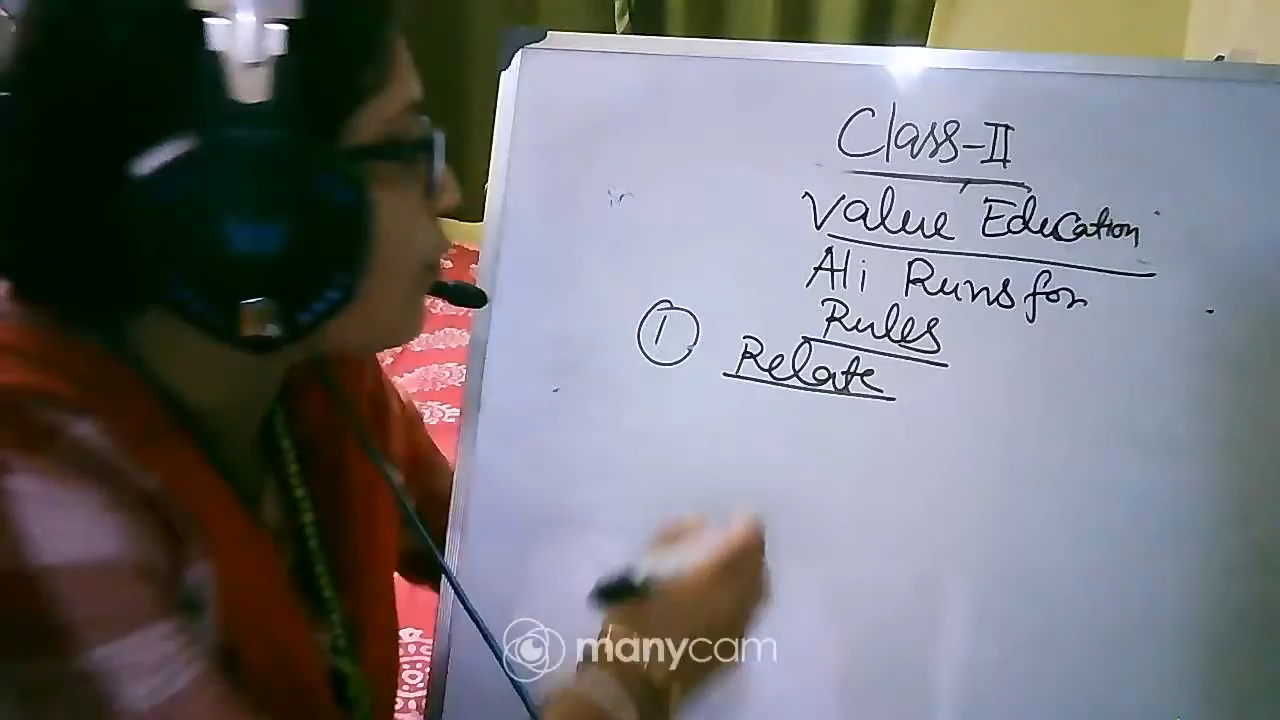 Class-II
Value Education
Ali Runs for
Rules
① Relate
manycam